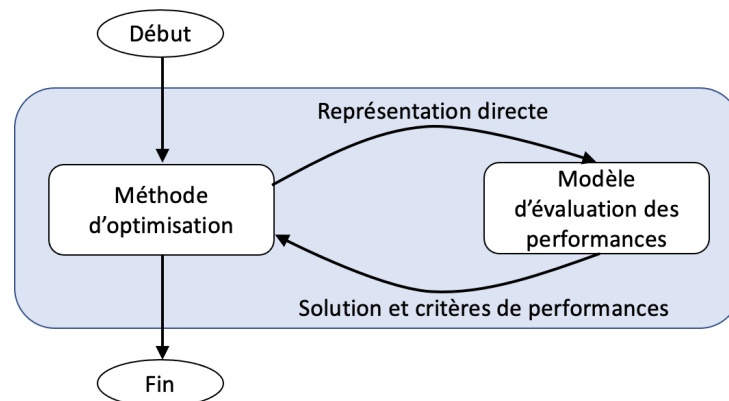 Début
Représentation directe
Méthode
d'optimisation
Modèle
d'évaluation des
performances
Solution et critères de performances
Fin